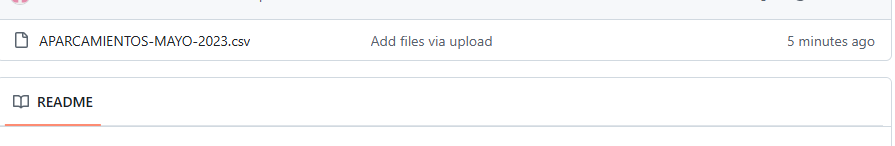 APARCAMIENTOS-MAYO-2023.csv Add files via upload 5 minutes ago
README